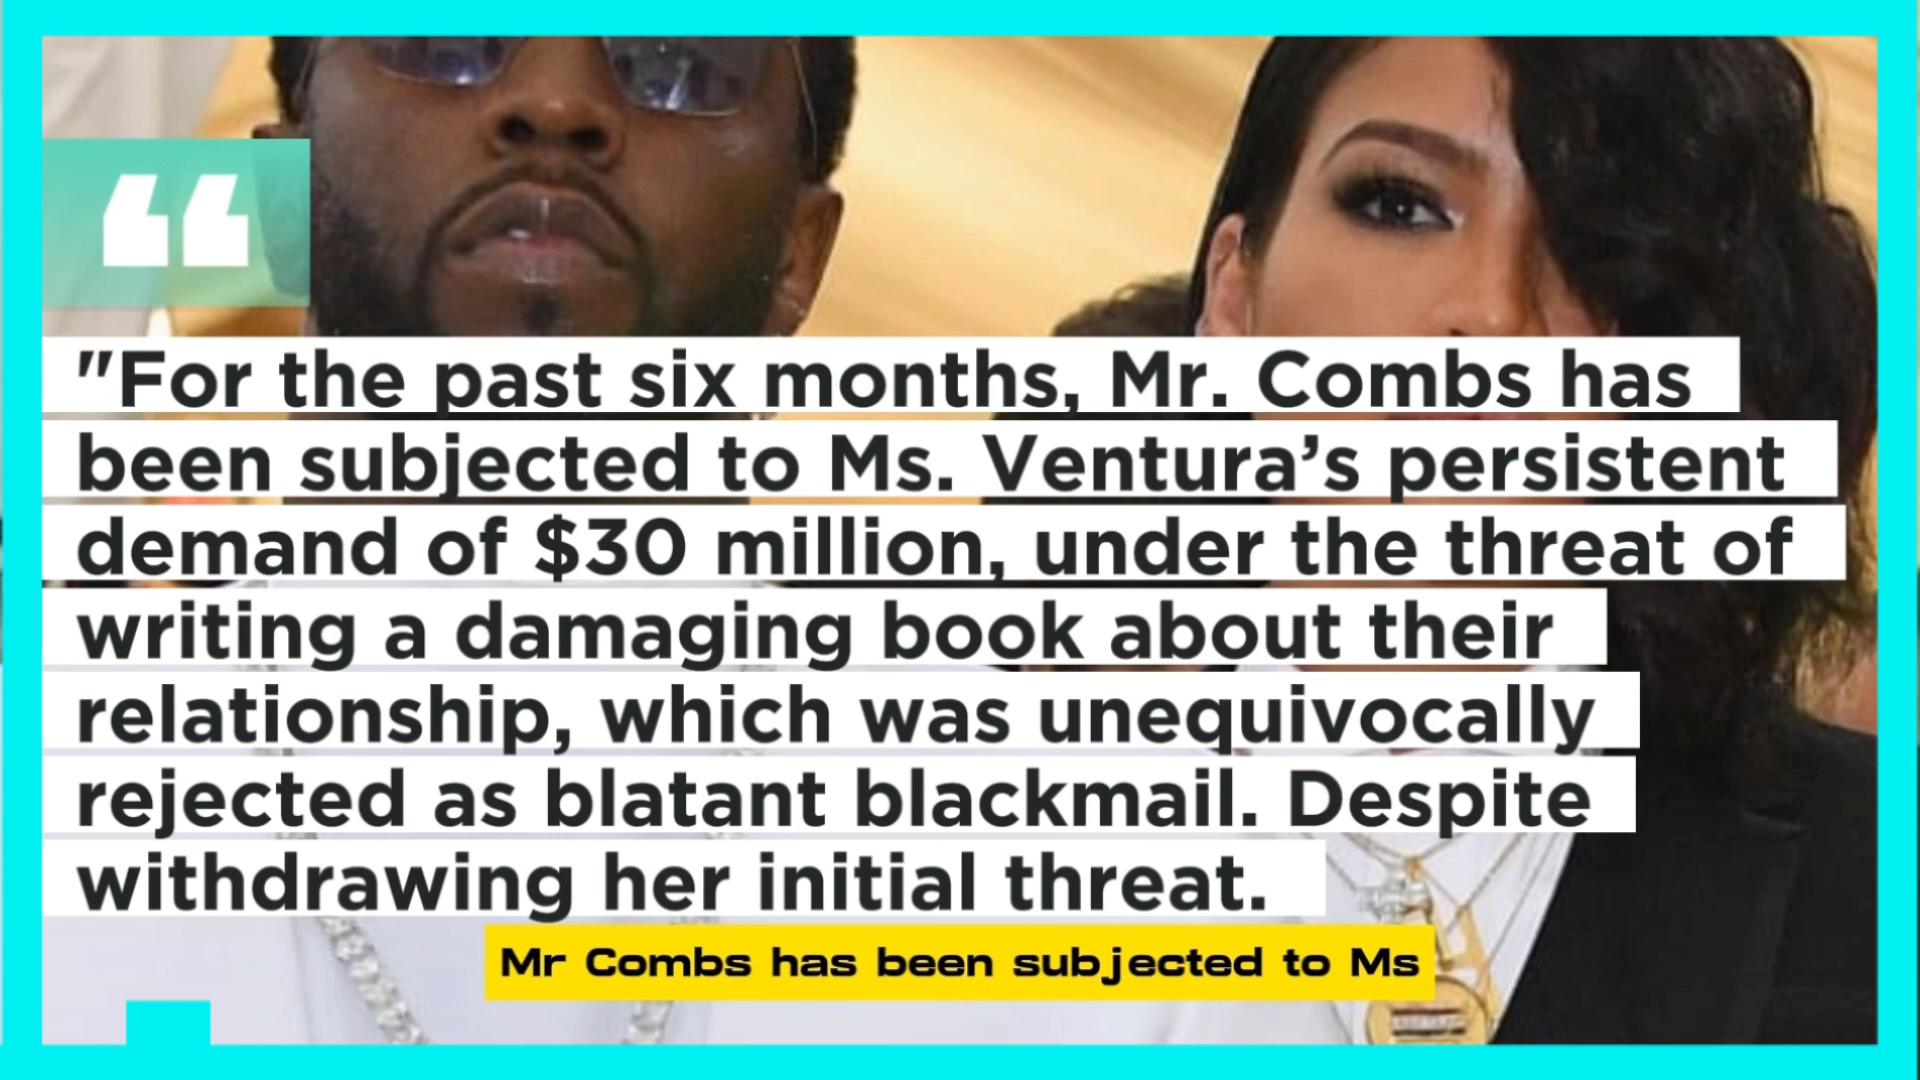 "For the past six months, Mr. Combs has
been subjected to Ms. Ventura’s persistent
demand of $30 million, under the threat of
writing a damaging book about their
relationship, which was unequivocally
rejected as blatant blackmail. Despite
withdrawing her initial threat.
Mr Combs has been subjected to Ms